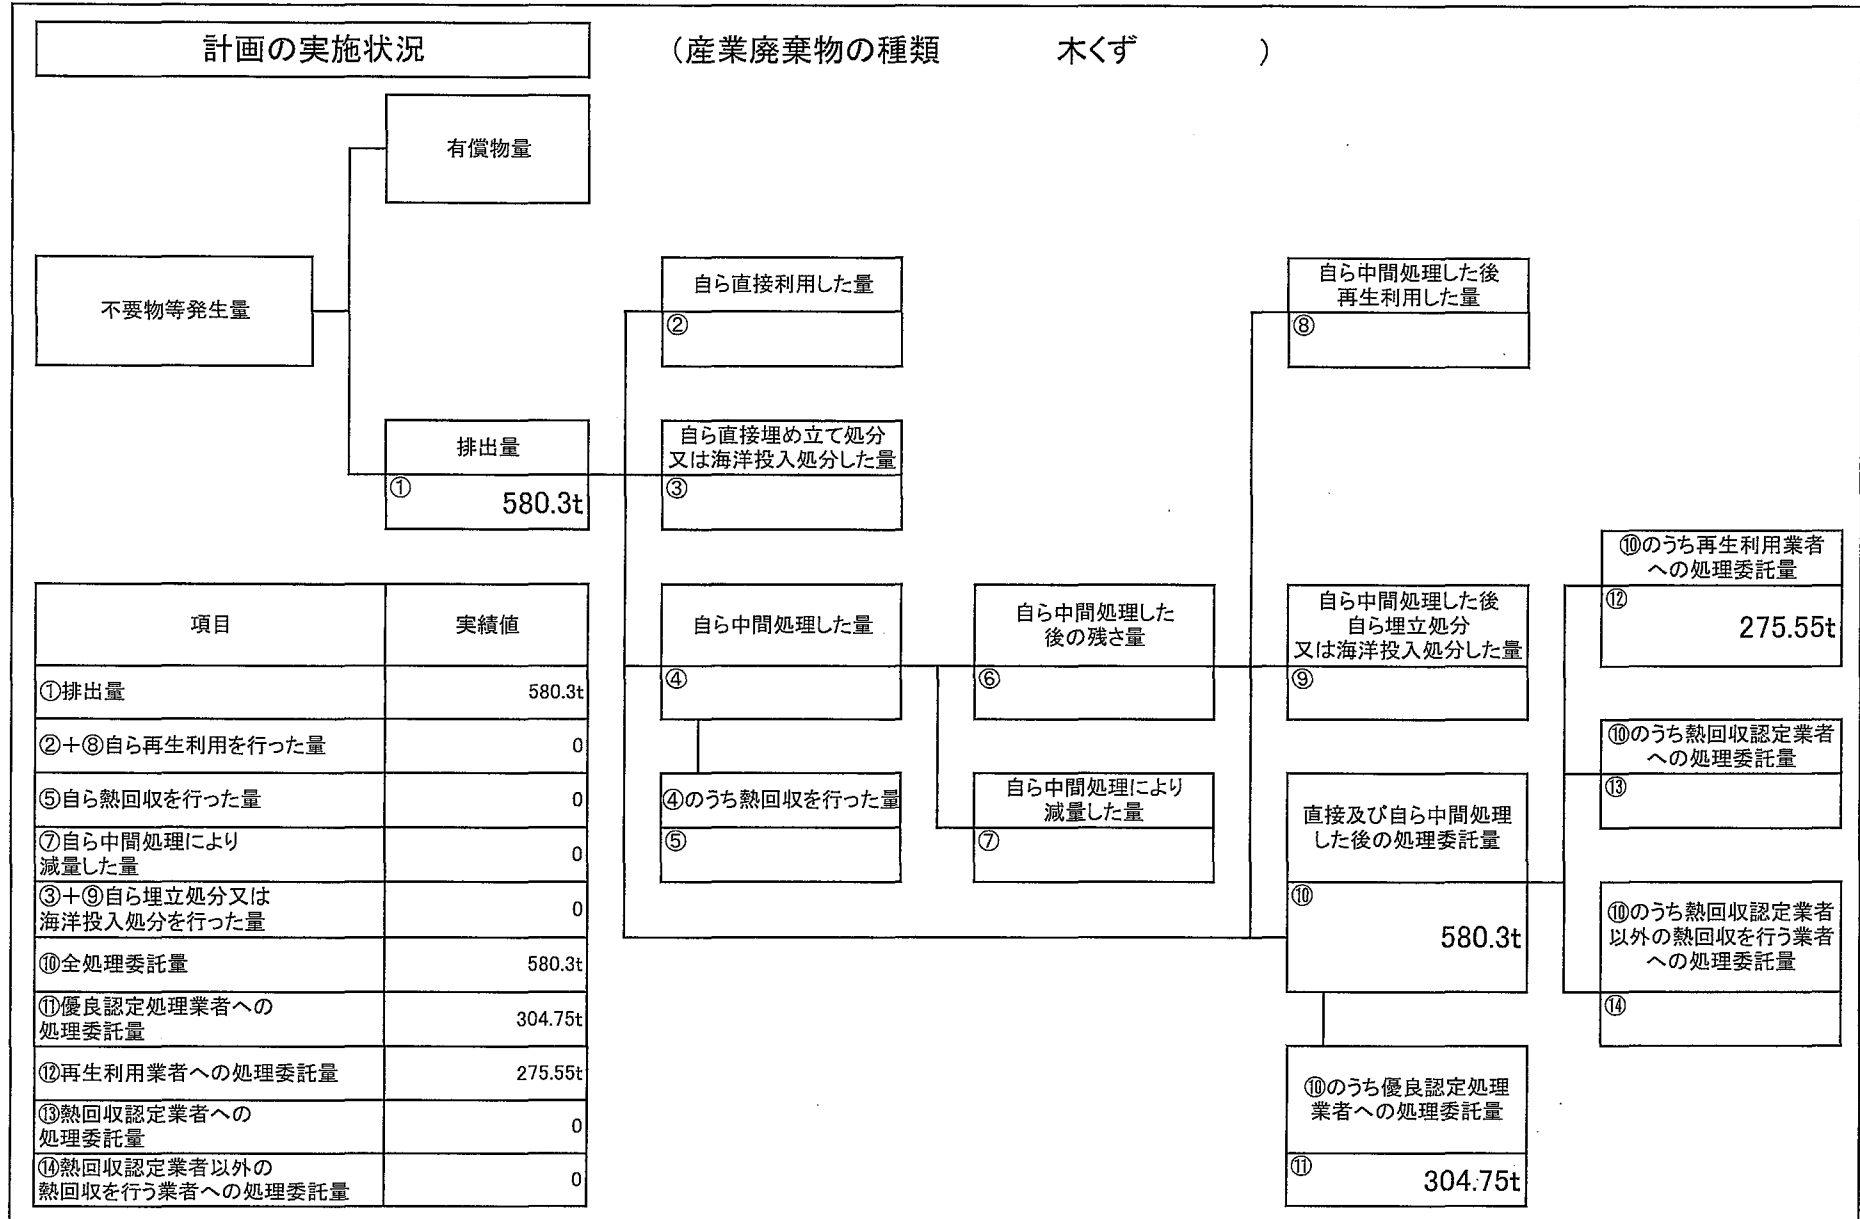 計画の実施状況
(産業廃棄物の種類 木くず )
有償物量
不要物等発生量
排出量
①
580.3t
自ら直接利用した量
②
自ら直接埋め立て処分
又は海洋投入処分した量
③
自ら中間処理した量
④
④のうち熱回収を行った量
⑤
自ら中間処理した
後の残さ量
⑥
自ら中間処理により
減量した量
⑦
自ら中間処理した後
再生利用した量
⑧
自ら中間処理した後
自ら埋立処分
又は海洋投入処分した量
⑨
直接及び自ら中間処理
した後の処理委託量
⑩
580.3t
⑩のうち優良認定処理
業者への処理委託量
⑪
304.75t
⑩のうち再生利用業者
への処理委託量
⑫
275.55t
⑩のうち熱回収認定業者
への処理委託量
⑬
⑩のうち熱回収認定業者
以外の熱回収を行う業者
への処理委託量
⑭
項目 実績値
①排出量 580.3t
②+⑧自ら再生利用を行った量 0
⑤自ら熱回収を行った量 0
⑦自ら中間処理により
減量した量 0
③+⑨自ら埋立処分又は
海洋投入処分を行った量 0
⑩全処理委託量 580.3t
⑪優良認定処理業者への
処理委託量 304.75t
⑫再生利用業者への処理委託量 275.55t
⑬熱回収認定業者への
処理委託量 0
⑭熱回収認定業者以外の
熱回収を行う業者への処理委託量 0